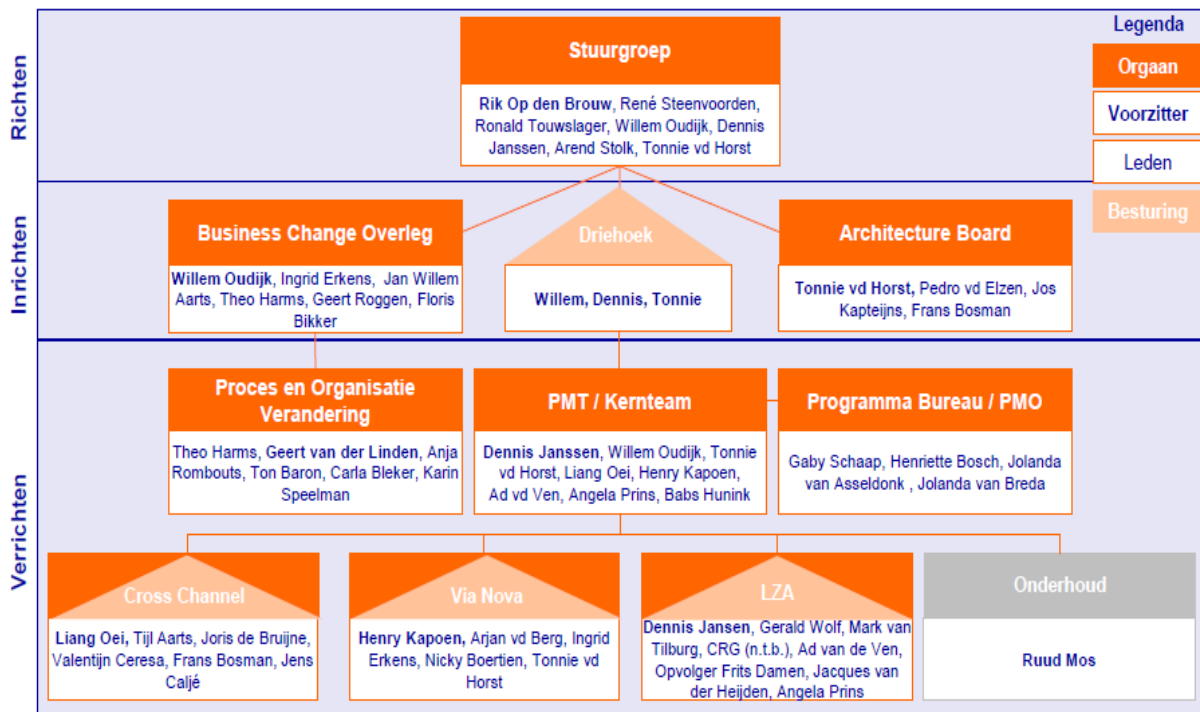 Richten
Stuurgroep
Rik Op den Brouw, René Steenvoorden,
Ronald Touwslager, Willem Oudijk, Dennis
Janssen, Arend Stolk, Tonnie vd Horst
Legenda
Orgaan
Voorzitter
Leden
Besturing
Inrichten
Business Change Overleg
Willem Oudijk, Ingrid Erkens, Jan Willem
Aarts, Theo Harms, Geert Roggen, Floris
Bikker
Driehoek
Willem, Dennis, Tonnie
Architecture Board
Tonnie vd Horst, Pedro vd Elzen, Jos
Kapteijns, Frans Bosman
Verrichten
Proces en Organisatie
Verandering
Theo Harms, Geert van der Linden, Anja
Rombouts, Ton Baron, Carla Bleker, Karin
Speelman
PMT / Kernteam
Dennis Janssen, Willem Oudijk, Tonnie
vd Horst, Liang Oei, Henry Kapoen,
Ad vd Ven, Angela Prins, Babs Hunink
Programma Bureau / PMO
Gaby Schaap, Henriette Bosch, Jolanda
van Asseldonk , Jolanda van Breda
Cross Channel
Liang Oei, Tijl Aarts, Joris de Bruijne,
Valentijn Ceresa, Frans Bosman, Jens
Caljé
Via Nova
Henry Kapoen, Arjan vd Berg, Ingrid
Erkens, Nicky Boertien, Tonnie vd
Horst
LZA
Dennis Jansen, Gerald Wolf, Mark van
Tilburg, CRG (n.t.b.), Ad van de Ven,
Opvolger Frits Damen, Jacques van
der Heijden, Angela Prins
Onderhoud
Ruud Mos